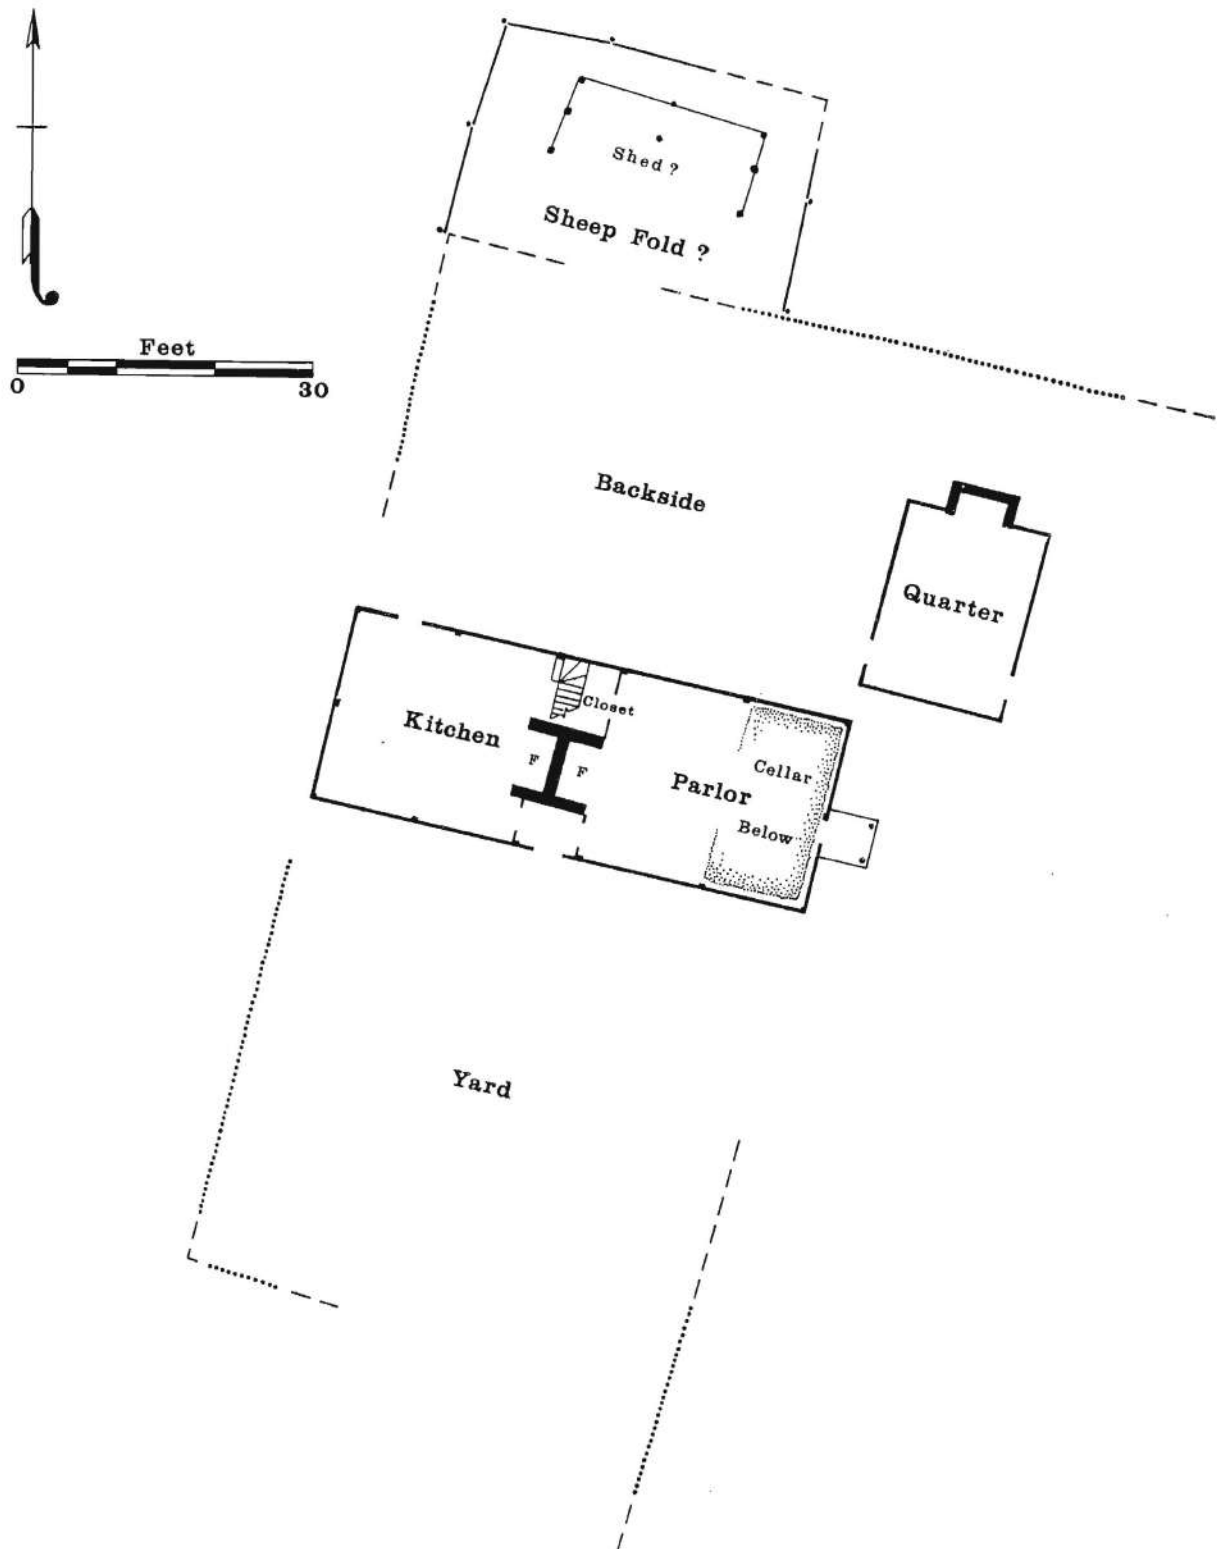 Shed ?
Sheep Fold ?
Feet
0 30
Backside
Quarter
Closet
Kitchen
F F
Cellar
Parlor
Below
Yard